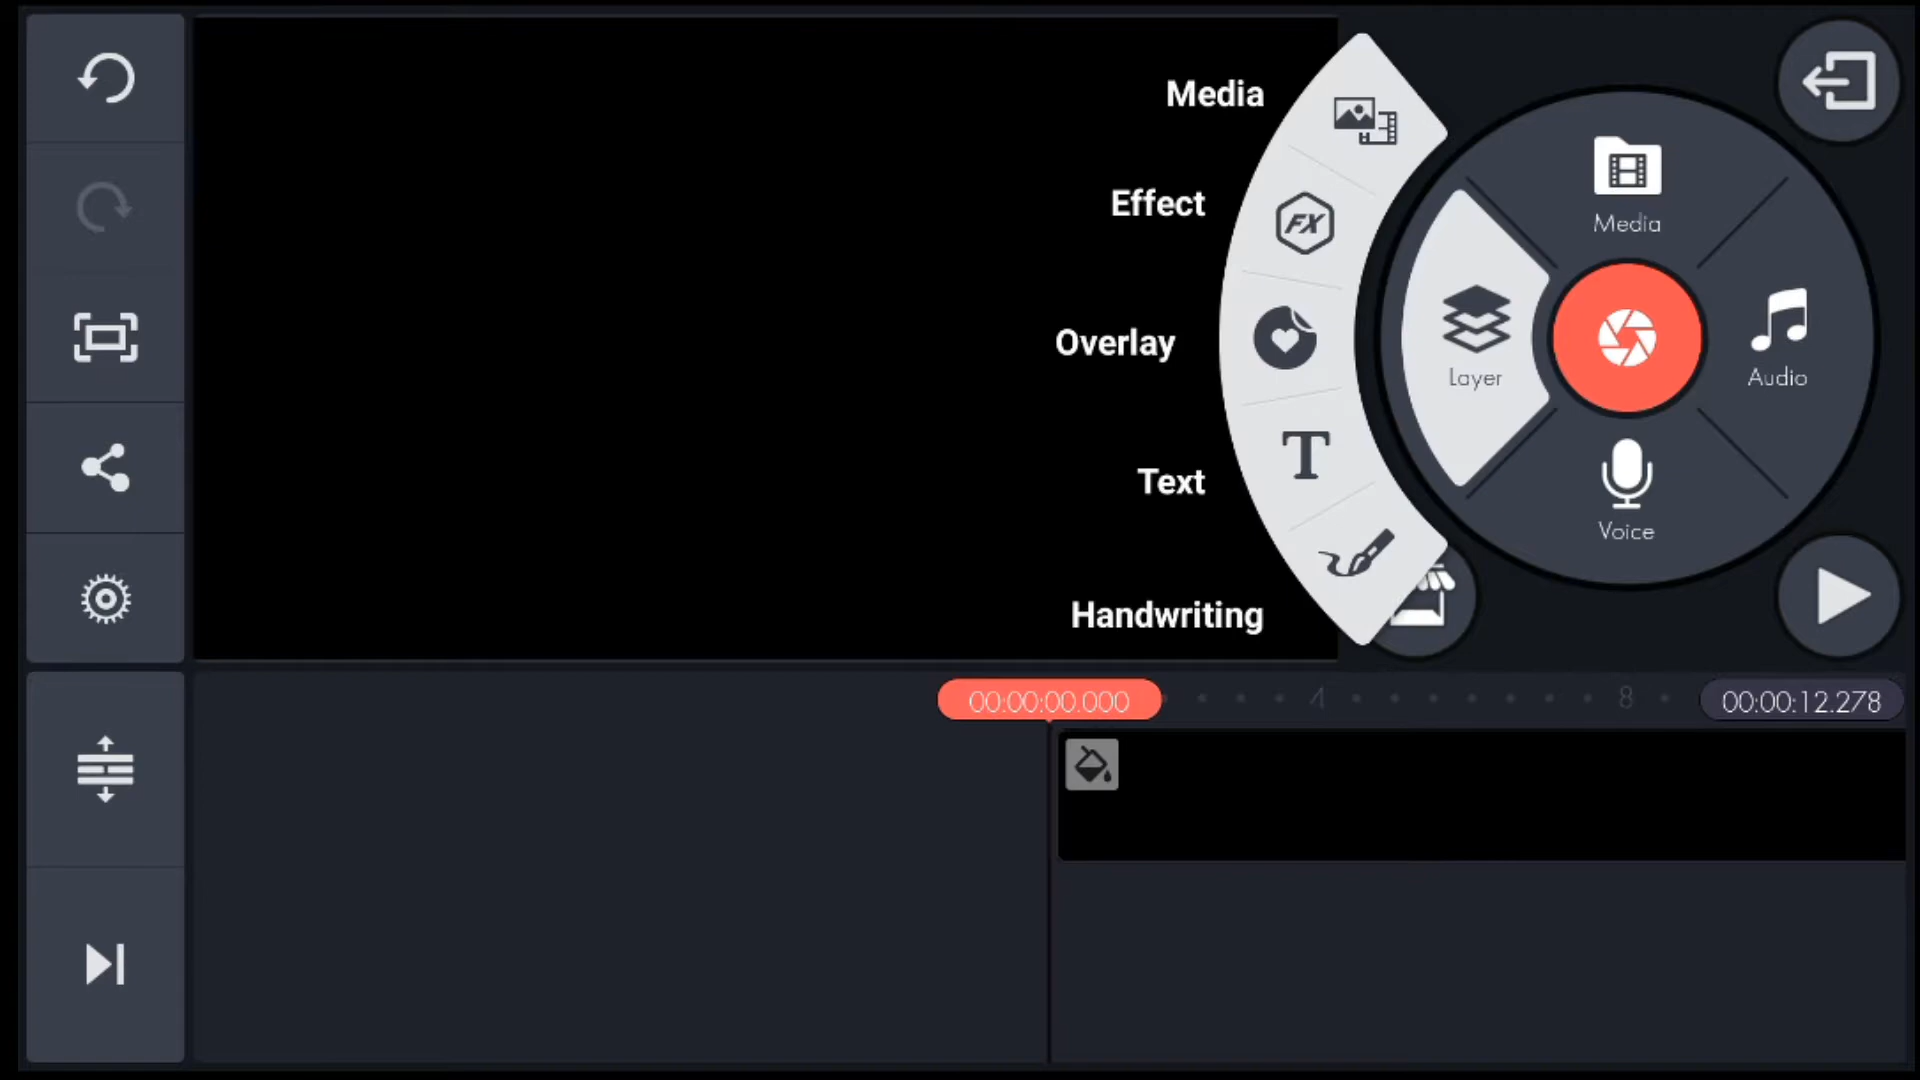 Media
Effect
Overlay
Text
Handwriting
FX
T
Media
Layer
Audio
Voice
00:00:00.000
4
8
00:00:12.278